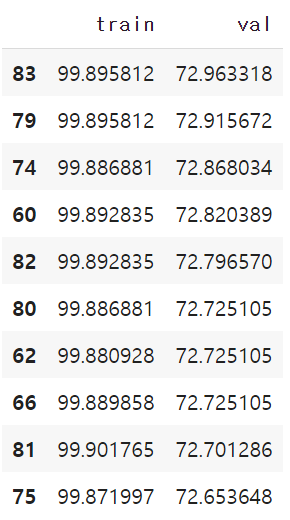 train val
83 99.895812 72.963318
79 99.895812 72.915672
74 99.886881 72.868034
60 99.892835 72.820389
82 99.892835 72.796570
80 99.886881 72.725105
62 99.880928 72.725105
66 99.889858 72.725105
81 99.901765 72.701286
75 99.871997 72.653648